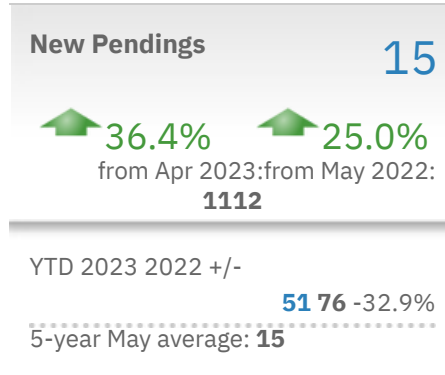 New Pendings
15
36.4% 25.0%
from Apr 2023:from May 2022:
1112
YTD 2023 2022 +/-
51 76 -32.9%
5-year May average: 15